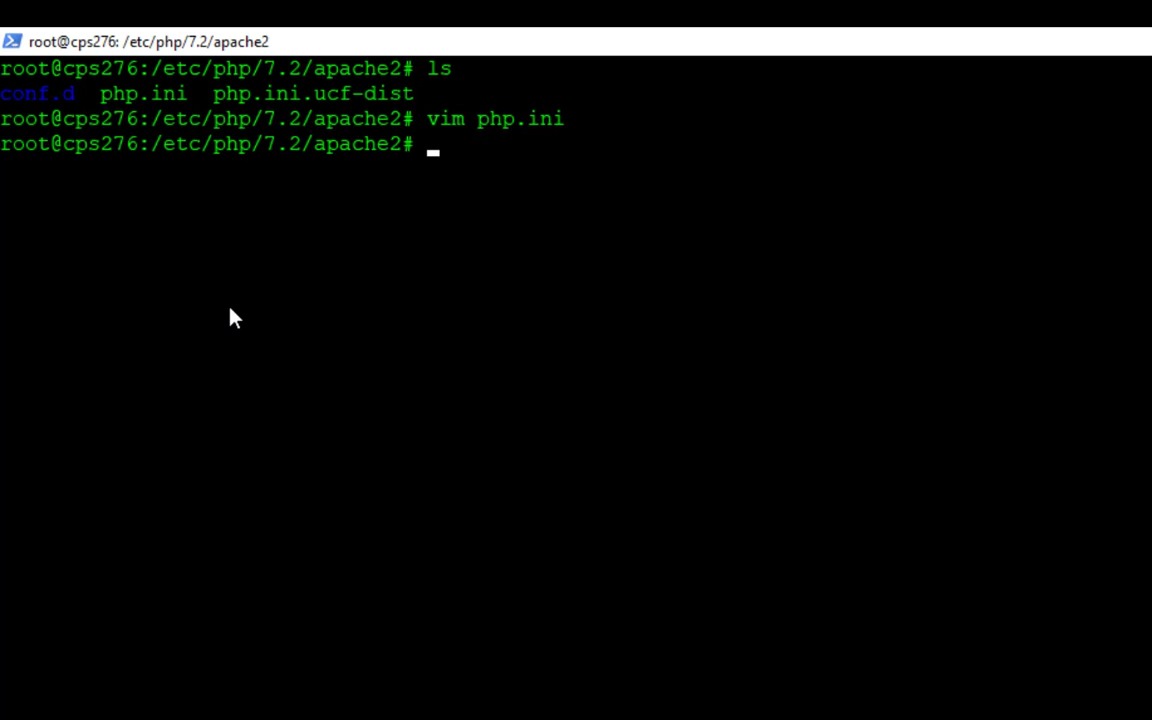 root@cps276: /etc/php/7.2/apache2
root@cps276:/etc/php/7.2/apache2# ls
conf.d  php.ini  php.ini.ucf-dist
root@cps276:/etc/php/7.2/apache2# vim php.ini
root@cps276:/etc/php/7.2/apache2#